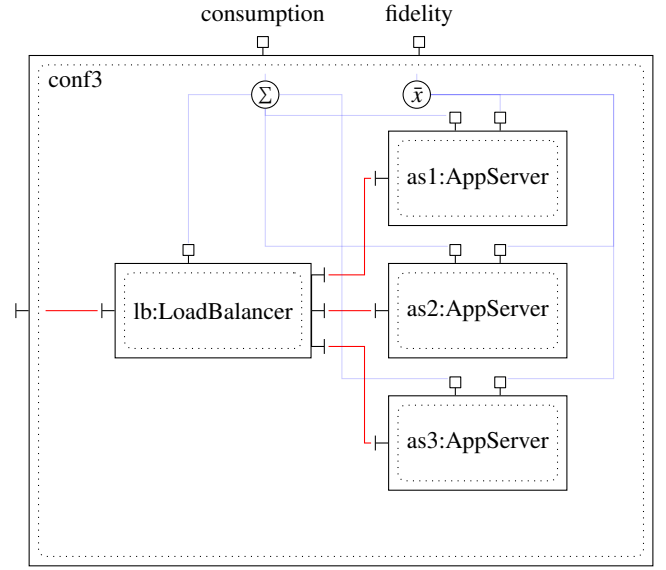 consumption fidelity
conf3
Σ x̄
as1:AppServer
as2:AppServer
lb:LoadBalancer
as3:AppServer